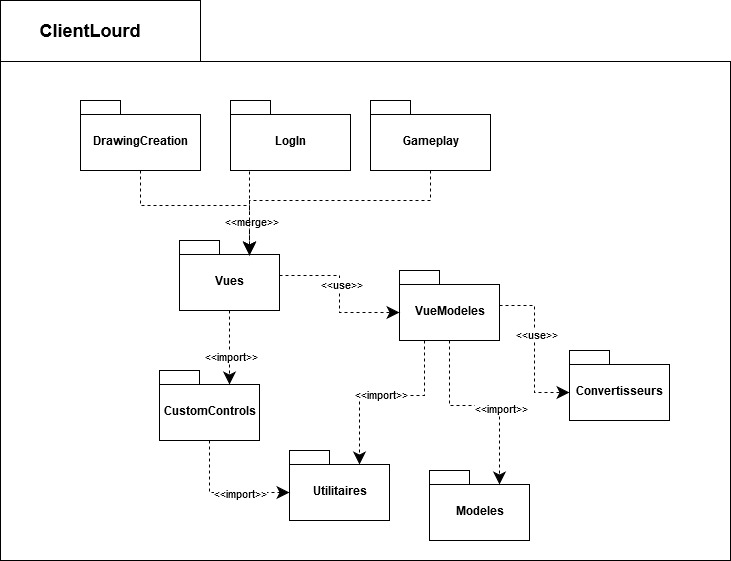 ClientLourd
DrawingCreation
LogIn
Gameplay
<<merge>>
Vues
<<use>>
VueModeles
<<use>>
<<import>>
Convertisseurs
CustomControls
<<import>>
<<import>>
<<import>>
Utilitaires
Modeles